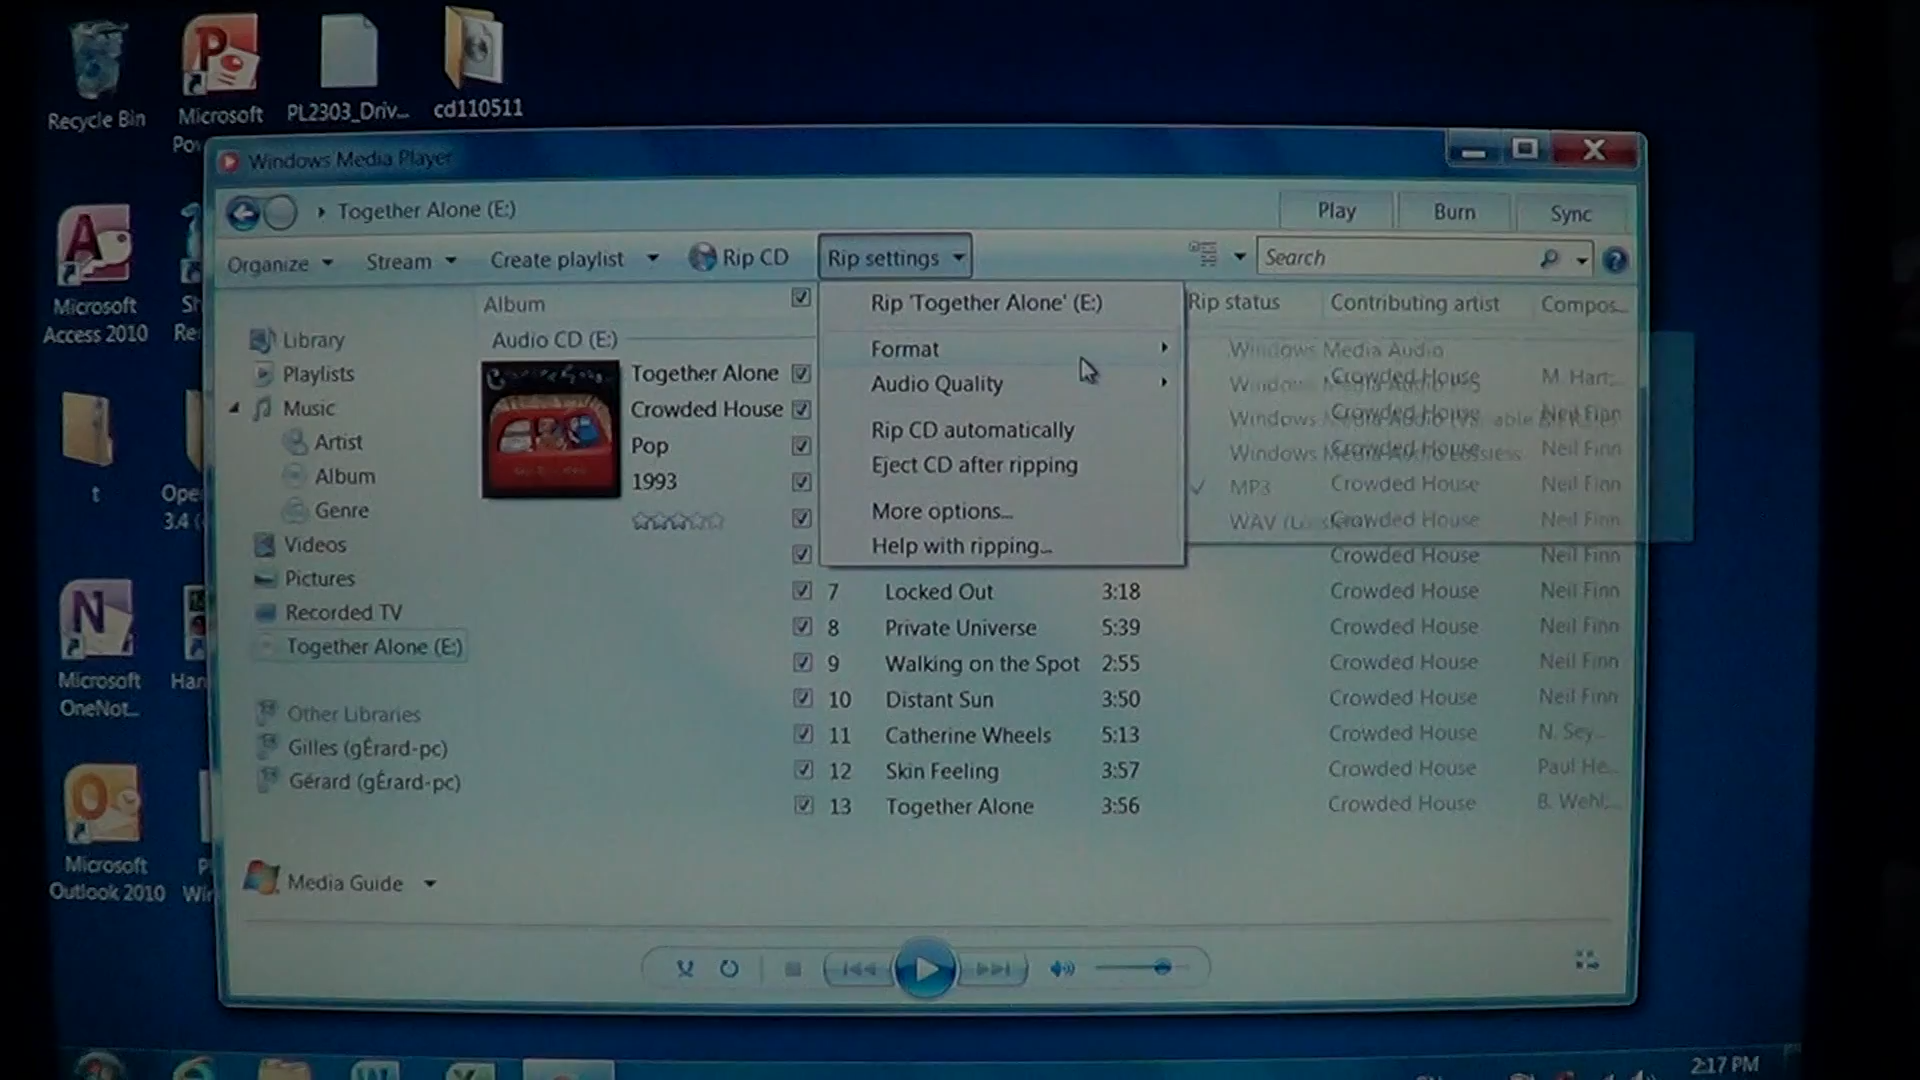 Recycle Bin
Microsoft
PL2303_Driv...
cd110511
Windows Media Player
Together Alone (E:)
Play
Burn
Sync
Organize
Stream
Create playlist
Rip CD
Rip settings
Search
Microsoft
Access 2010
Album
Rip 'Together Alone' (E:)
Rip status
Contributing artist
Compos...
Library
Audio CD (E:)
Format
Windows Media Audio
Playlists
Together Alone
Audio Quality
Crowded House
M. Hart;...
Music
Crowded House
Crowded House
Neil Finn
Artist
Pop
Rip CD automatically
Crowded House
Neil Finn
Album
1993
Eject CD after ripping
MP3
Crowded House
Neil Finn
Genre
More options...
Crowded House
Neil Finn
Videos
Help with ripping...
Crowded House
Neil Finn
Pictures
7 Locked Out 3:18 Crowded House Neil Finn
Recorded TV
8 Private Universe 5:39 Crowded House Neil Finn
Together Alone (E:)
9 Walking on the Spot 2:55 Crowded House Neil Finn
10 Distant Sun 3:50 Crowded House Neil Finn
Other Libraries
11 Catherine Wheels 5:13 Crowded House N. Sey...
Gilles (gÉrard-pc)
12 Skin Feeling 3:57 Crowded House Paul He...
Gérard (gÉrard-pc)
13 Together Alone 3:56 Crowded House B. Wehi;...
t
Microsoft
OneNot...
Microsoft
Outlook 2010
Media Guide
2:17 PM